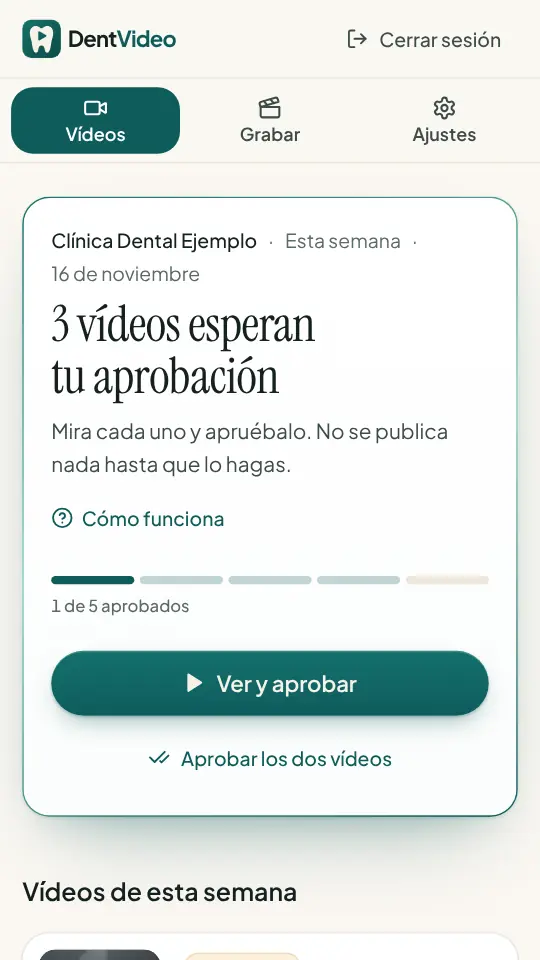 DentVideo
Cerrar sesión
Vídeos
Grabar
Ajustes
Clínica Dental Ejemplo · Esta semana ·
16 de noviembre
3 vídeos esperan
tu aprobación
Mira cada uno y apruébalo. No se publica
nada hasta que lo hagas.
Cómo funciona
1 de 5 aprobados
Ver y aprobar
Aprobar los dos vídeos
Vídeos de esta semana